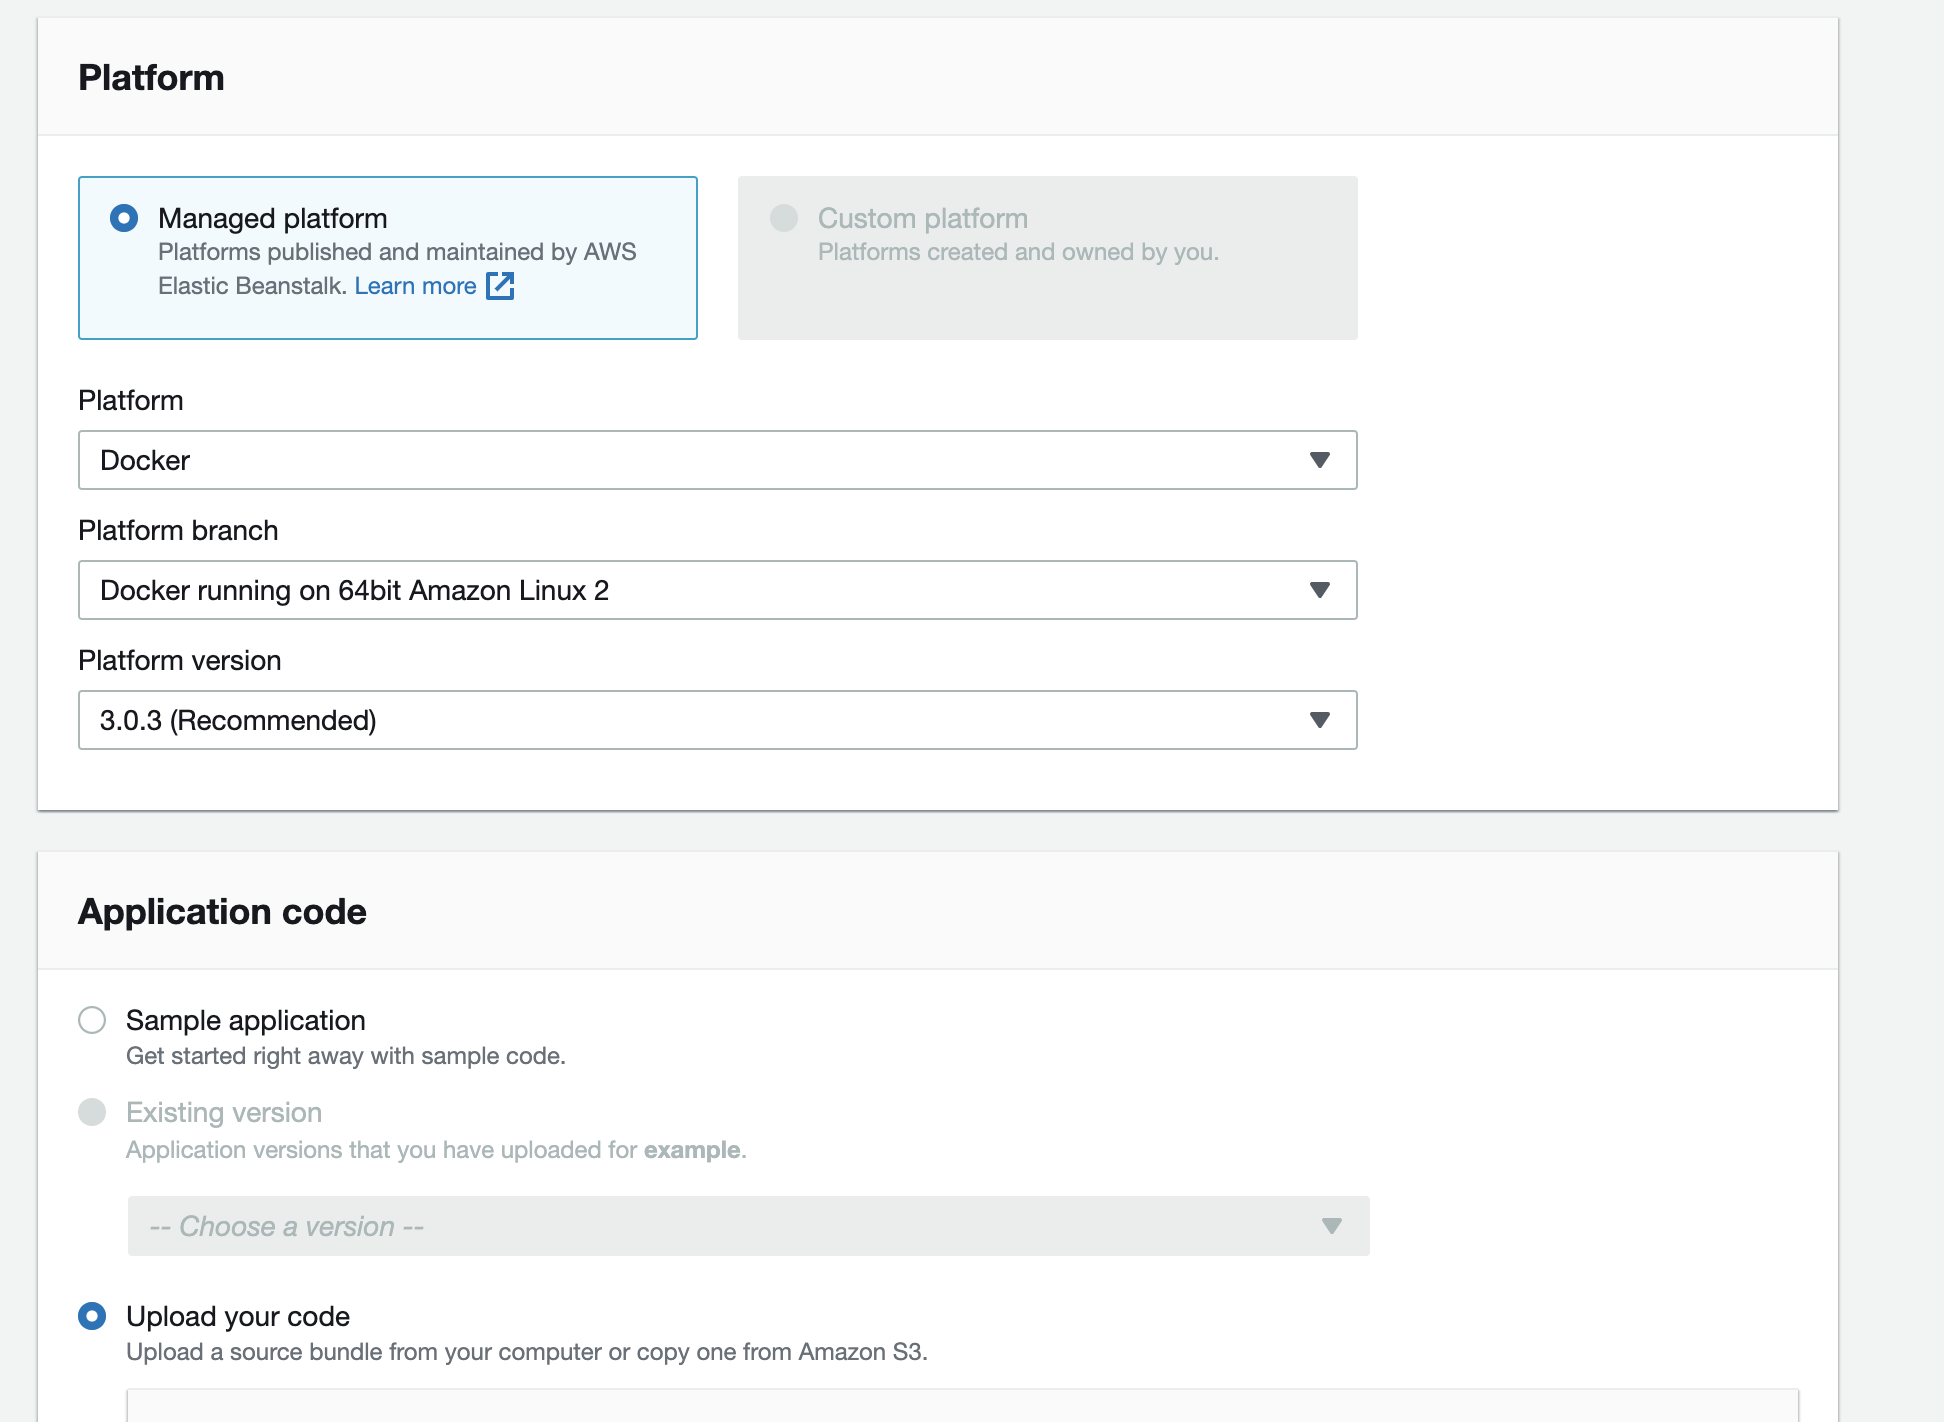 Platform
Managed platform
Platforms published and maintained by AWS
Elastic Beanstalk. Learn more
Custom platform
Platforms created and owned by you.
Platform
Docker
Platform branch
Docker running on 64bit Amazon Linux 2
Platform version
3.0.3 (Recommended)
Application code
Sample application
Get started right away with sample code.
Existing version
Application versions that you have uploaded for example.
-- Choose a version --
Upload your code
Upload a source bundle from your computer or copy one from Amazon S3.